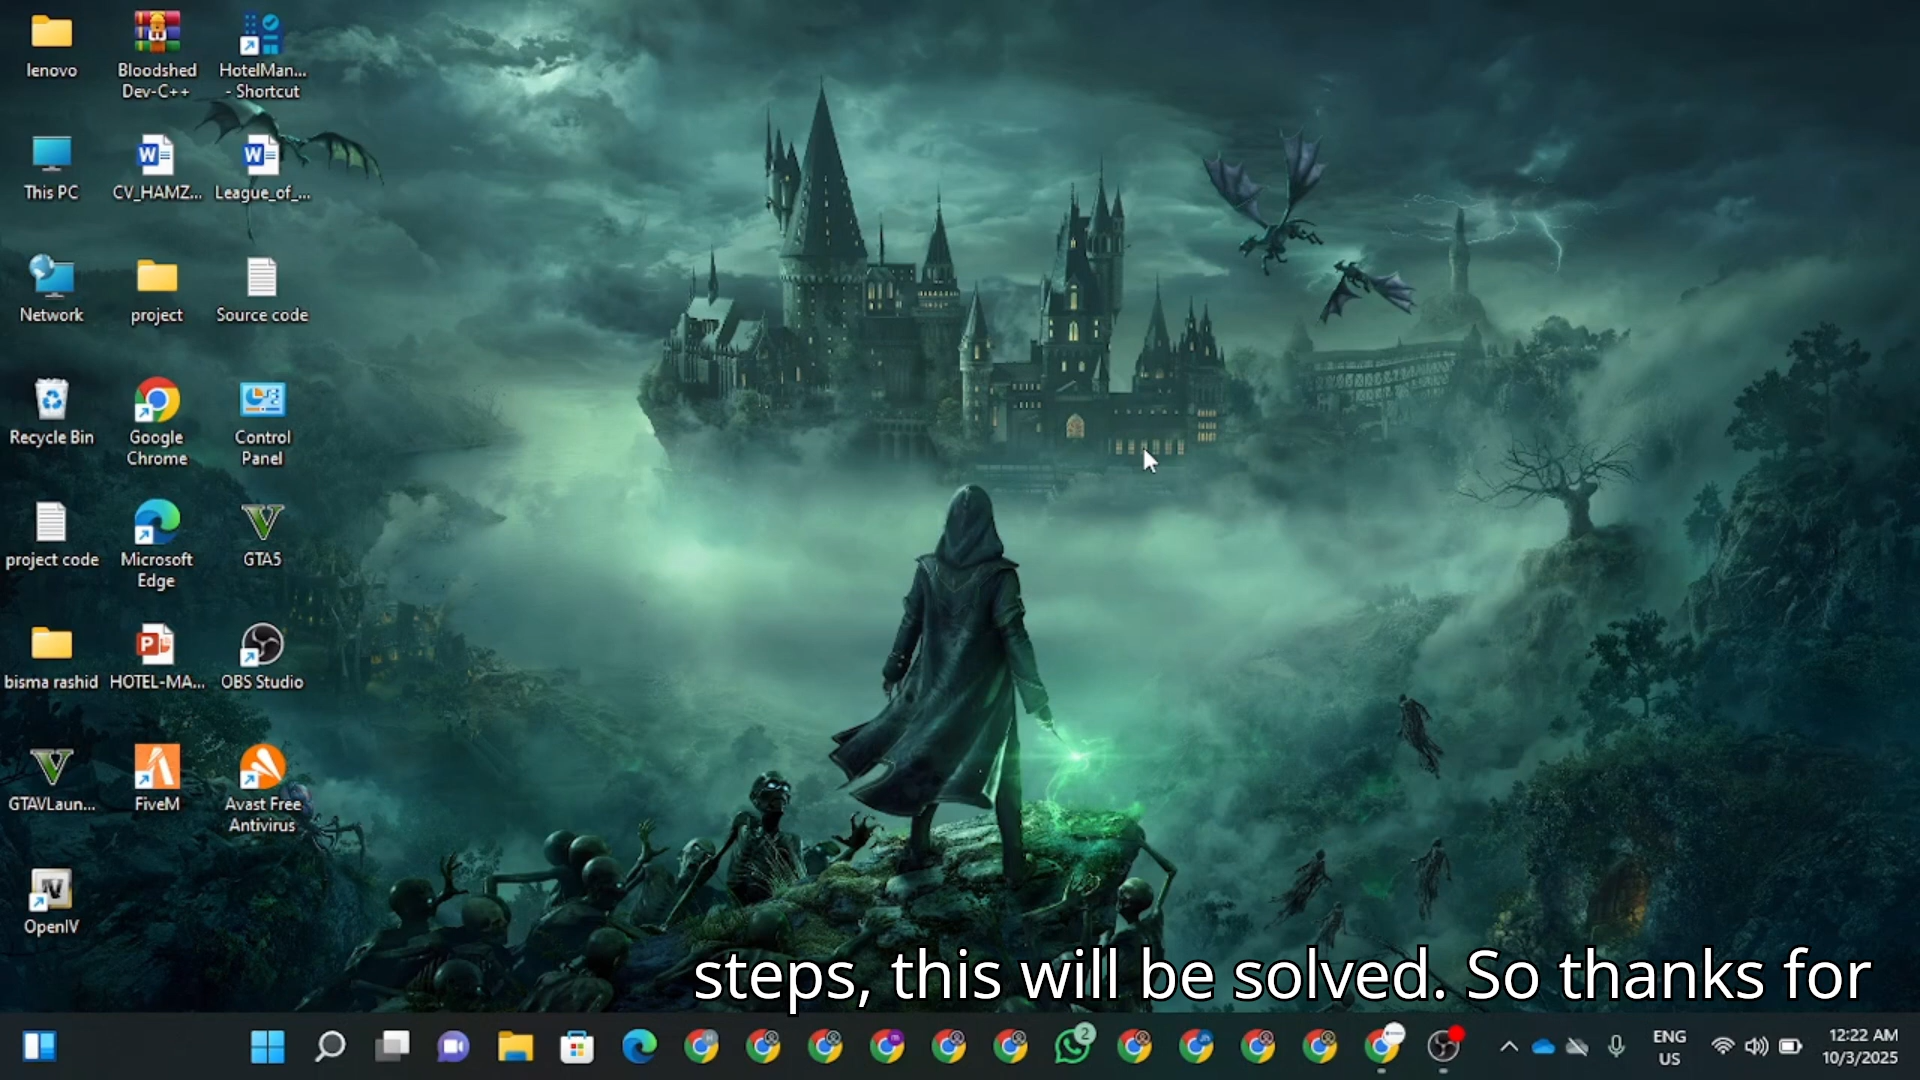 lenovo
Bloodshed
Dev-C++
HotelMan...
- Shortcut
This PC
CV_HAMZ...
League_of_...
Network
project
Source code
Recycle Bin
Google
Chrome
Control
Panel
project code
Microsoft
Edge
GTA5
bisma rashid
HOTEL-MA...
OBS Studio
GTAVLaun...
FiveM
Avast Free
Antivirus
OpenIV
steps, this will be solved. So thanks for
2
ENG
US
12:22 AM
10/3/2025